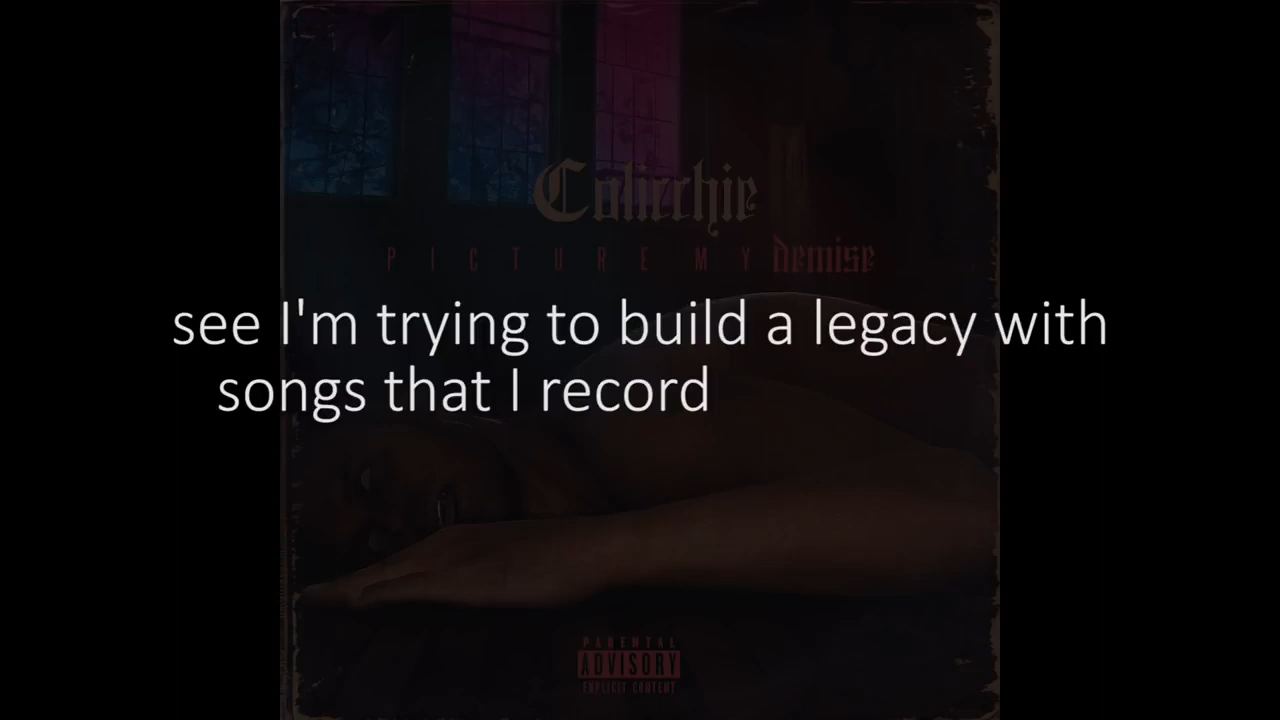 Colicchie
PICTURE MY demise
see I'm trying to build a legacy with
songs that I record
PARENTAL
ADVISORY
EXPLICIT CONTENT